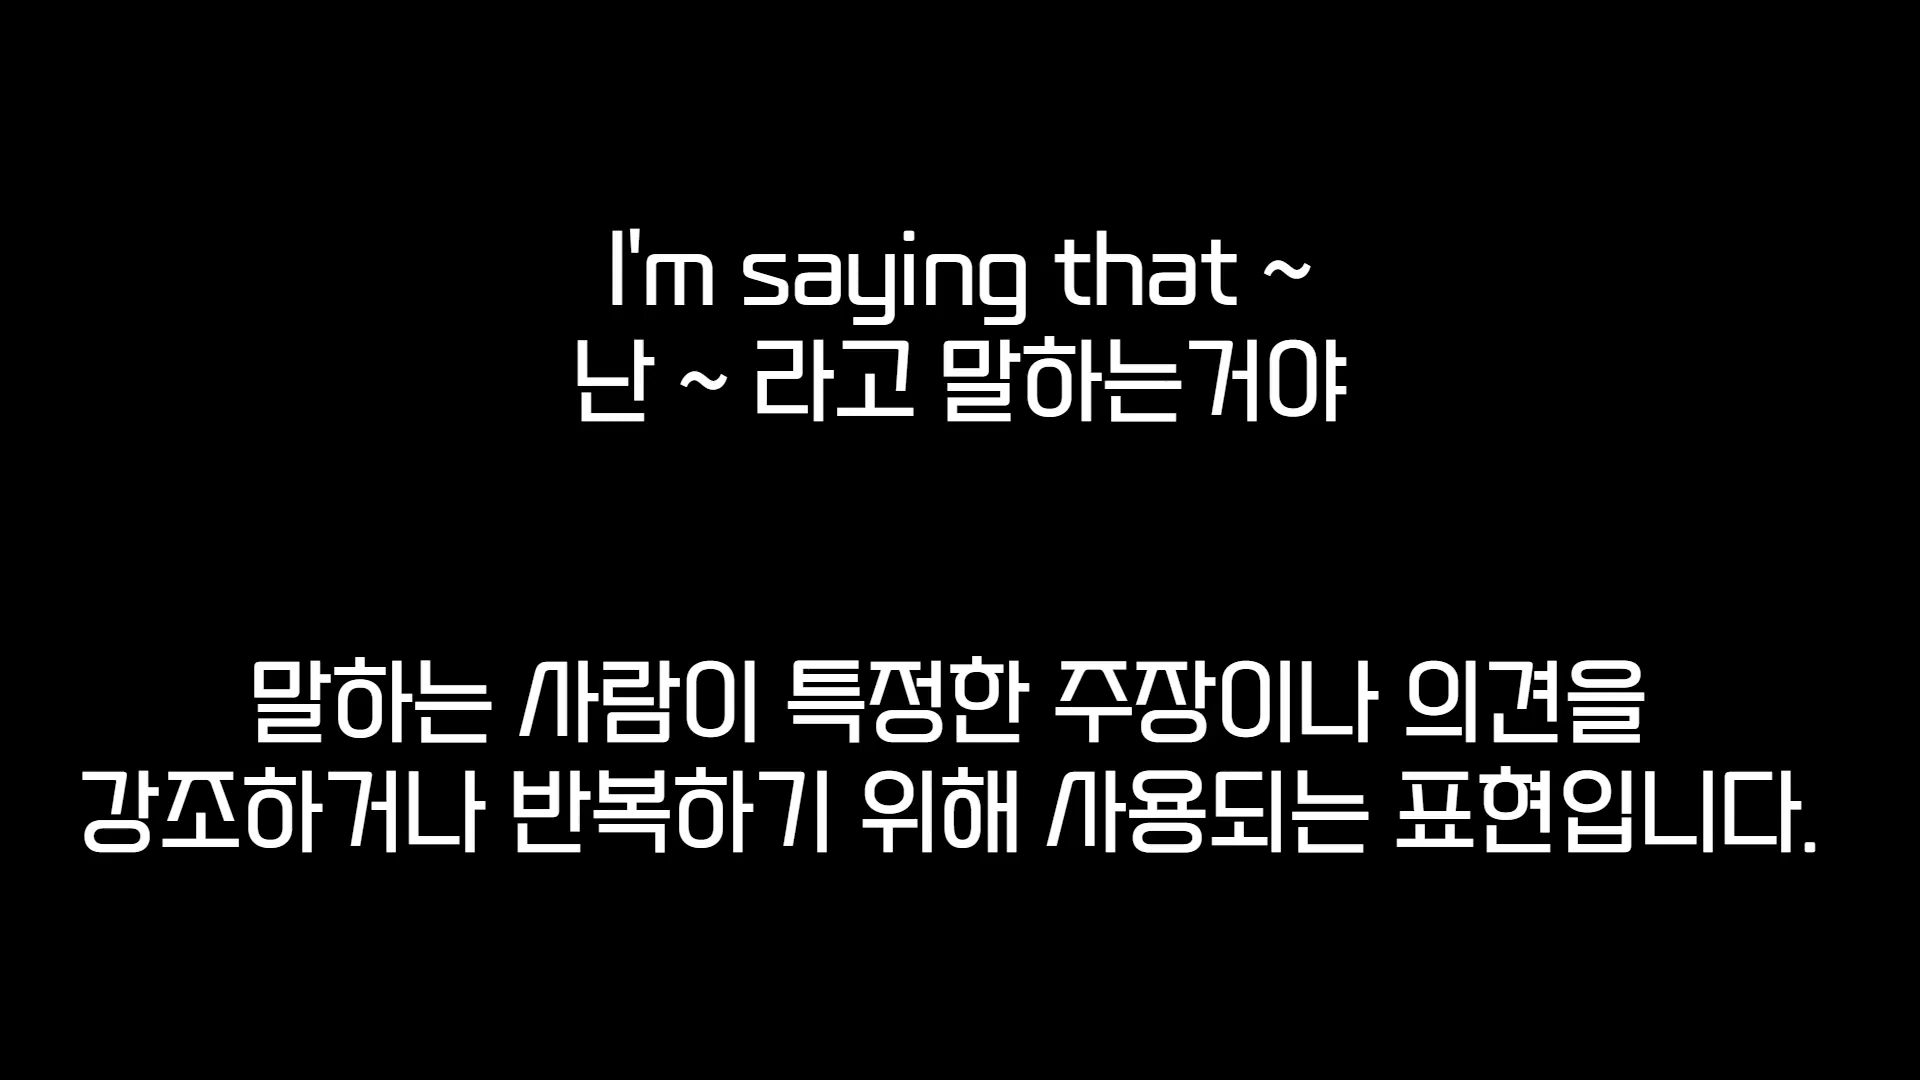 I'm saying that ~
난 ~ 라고 말하는거야
말하는 사람이 특정한 주장이나 의견을
강조하거나 반복하기 위해 사용되는 표현입니다.